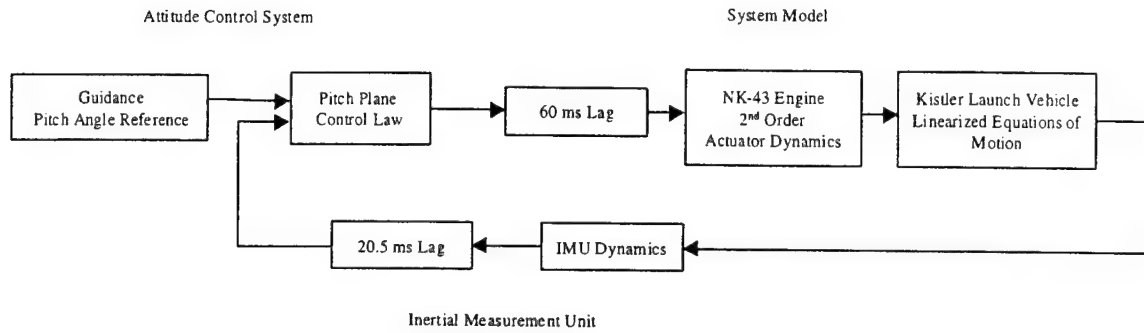 Attitude Control System
System Model
Guidance
Pitch Angle Reference
Pitch Plane
Control Law
60 ms Lag
NK-43 Engine
2nd Order
Actuator Dynamics
Kistler Launch Vehicle
Linearized Equations of
Motion
20.5 ms Lag
IMU Dynamics
Inertial Measurement Unit